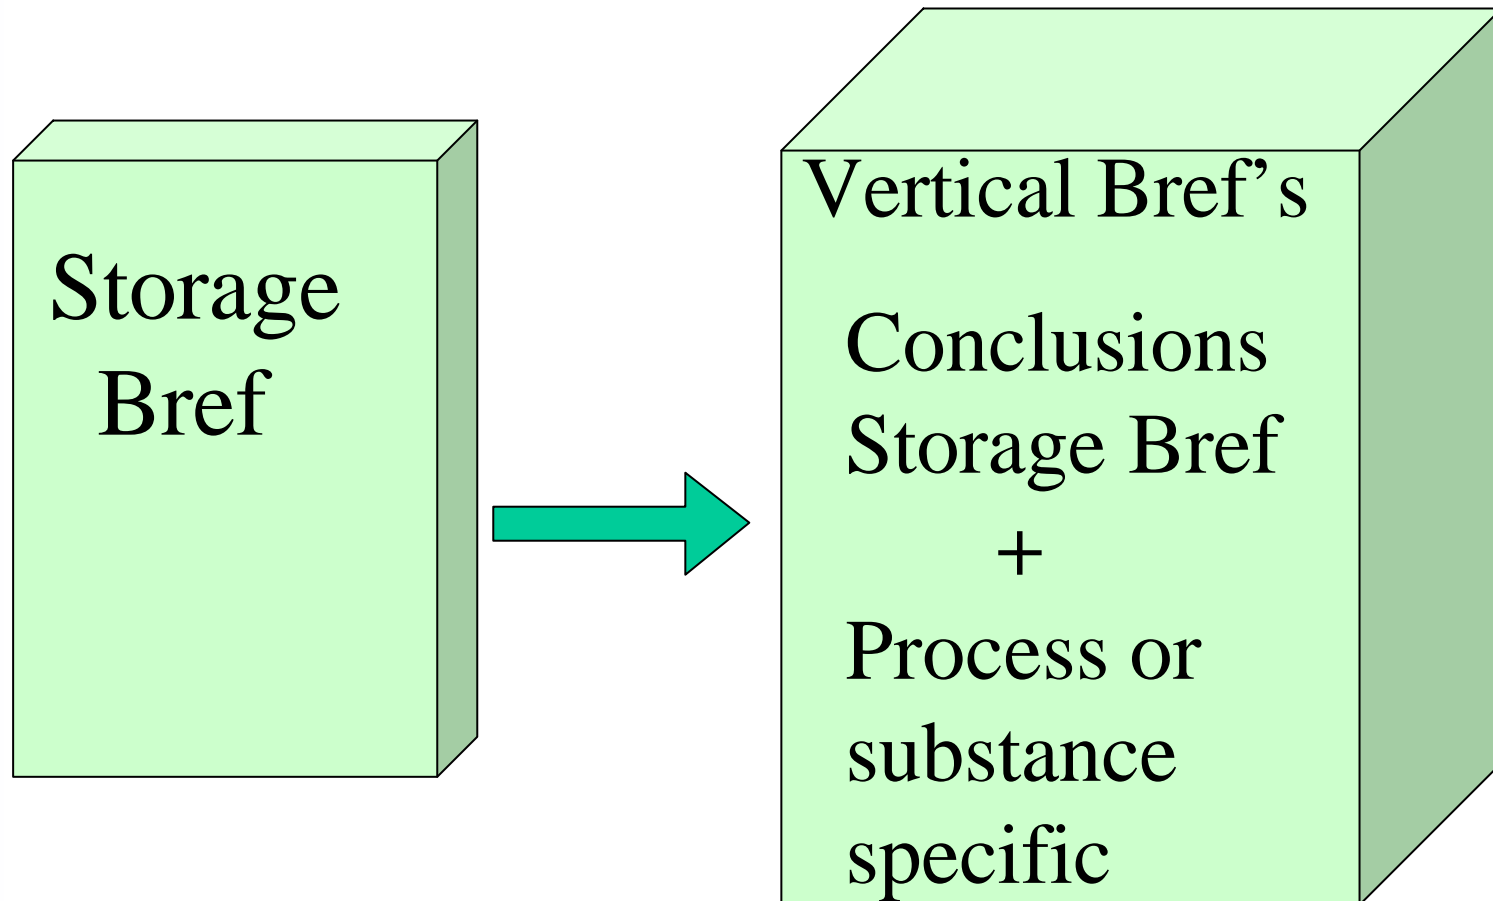 Storage
Bref
Vertical Bref’s
Conclusions
Storage Bref
+
Process or
substance
specific